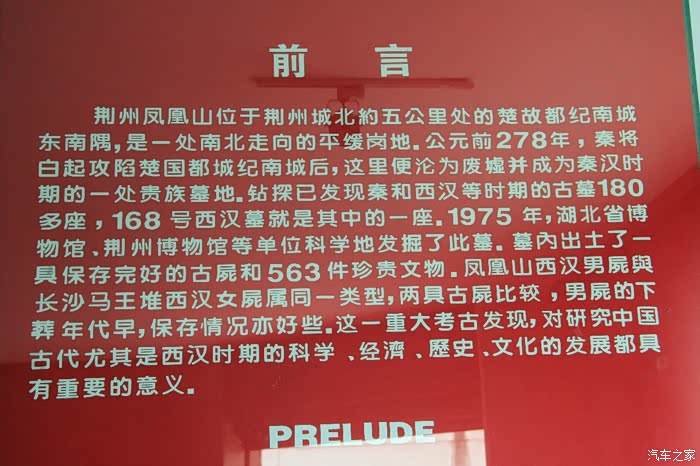 前言
荆州凤凰山位于荆州城北約五公里处的楚故都纪南城
东南隅,是一处南北走向的平缓岗地.公元前278年,秦将
白起攻陷楚国都城纪南城后,这里便沦为废墟并成为秦汉时
期的一处贵族墓地.钻探已发现秦和西汉等时期的古墓180
多座,168号西汉墓就是其中的一座.1975年,湖北省博
物馆、荆州博物馆等单位科学地发掘了此墓.墓內出土了一
具保存完好的古屍和563件珍贵文物.凤凰山西汉男屍與
长沙马王堆西汉女屍属同一类型,两具古屍比较,男屍的下
葬年代早,保存情况亦好些.这一重大考古发现,对研究中国
古代尤其是西汉时期的科学、经濟、歷史、文化的发展都具
有重要的意义.
PRELUDE
汽车之家